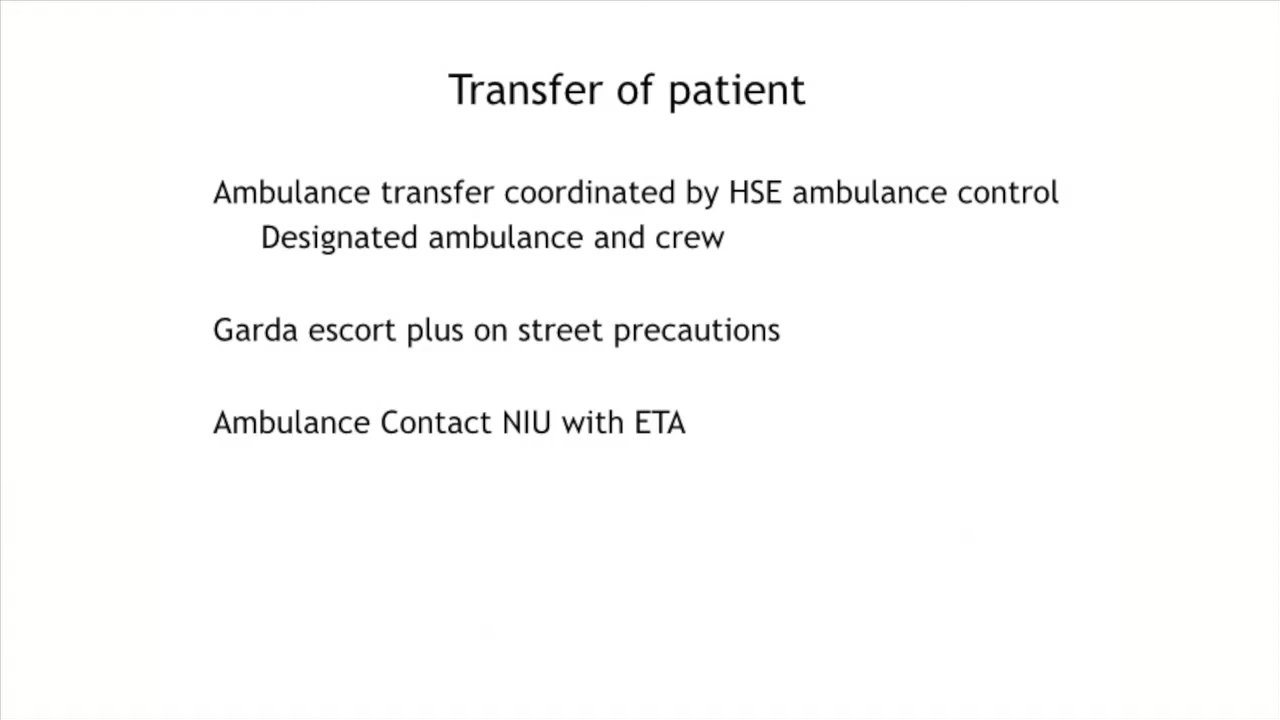 Transfer of patient
Ambulance transfer coordinated by HSE ambulance control
Designated ambulance and crew
Garda escort plus on street precautions
Ambulance Contact NIU with ETA